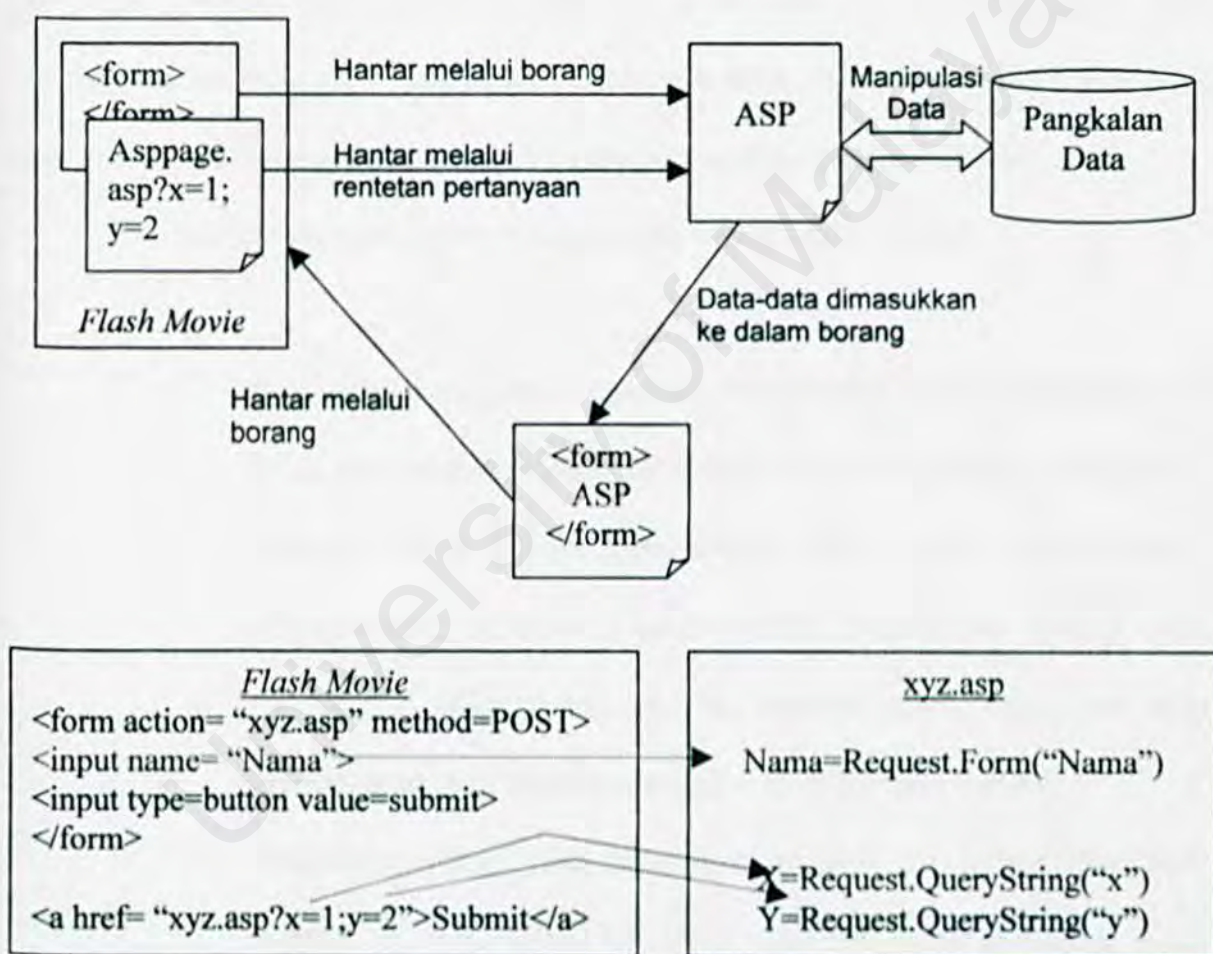 <form>
</form>
Asppage.
asp?x=1;
y=2
Flash Movie
Hantar melalui borang
Hantar melalui
rentetan pertanyaan
ASP
Manipulasi
Data
Pangkalan
Data
Data-data dimasukkan
ke dalam borang
Hantar melalui
borang
<form>
ASP
</form>
Flash Movie
<form action= “xyz.asp” method=POST>
<input name= “Nama”>
<input type=button value=submit>
</form>
<a href= “xyz.asp?x=1;y=2”>Submit</a>
xyz.asp
Nama=Request.Form(“Nama”)
X=Request.QueryString(“x”)
Y=Request.QueryString(“y”)
University of Malaya